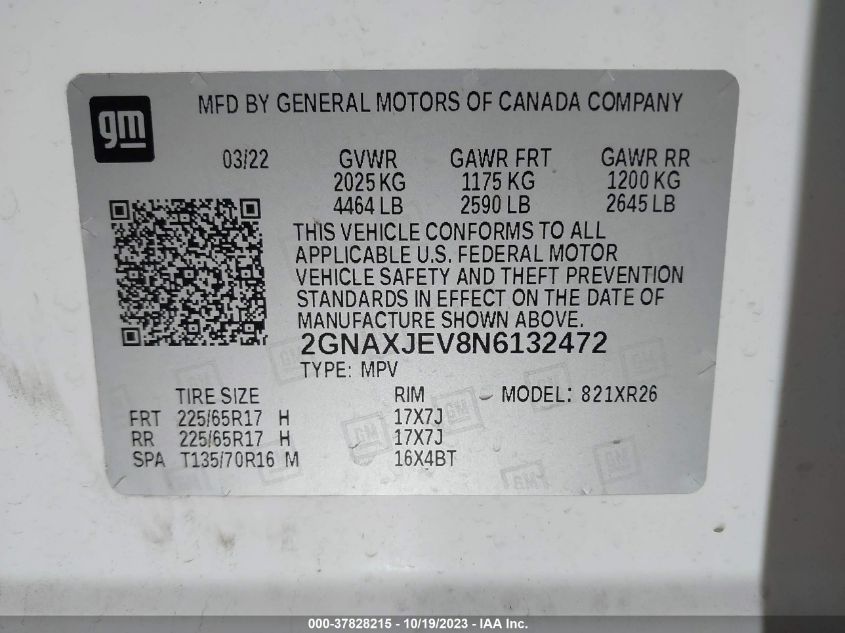 gm
MFD BY GENERAL MOTORS OF CANADA COMPANY
03/22 GVWR GAWR FRT GAWR RR
2025 KG 1175 KG 1200 KG
4464 LB 2590 LB 2645 LB
THIS VEHICLE CONFORMS TO ALL
APPLICABLE U.S. FEDERAL MOTOR
VEHICLE SAFETY AND THEFT PREVENTION
STANDARDS IN EFFECT ON THE DATE OF
MANUFACTURE SHOWN ABOVE.
2GNAXJEV8N6132472
TYPE: MPV
TIRE SIZE RIM MODEL: 821XR26
FRT 225/65R17 H 17X7J
RR 225/65R17 H 17X7J
SPA T135/70R16 M 16X4BT
000-37828215 - 10/19/2023 - IAA Inc.